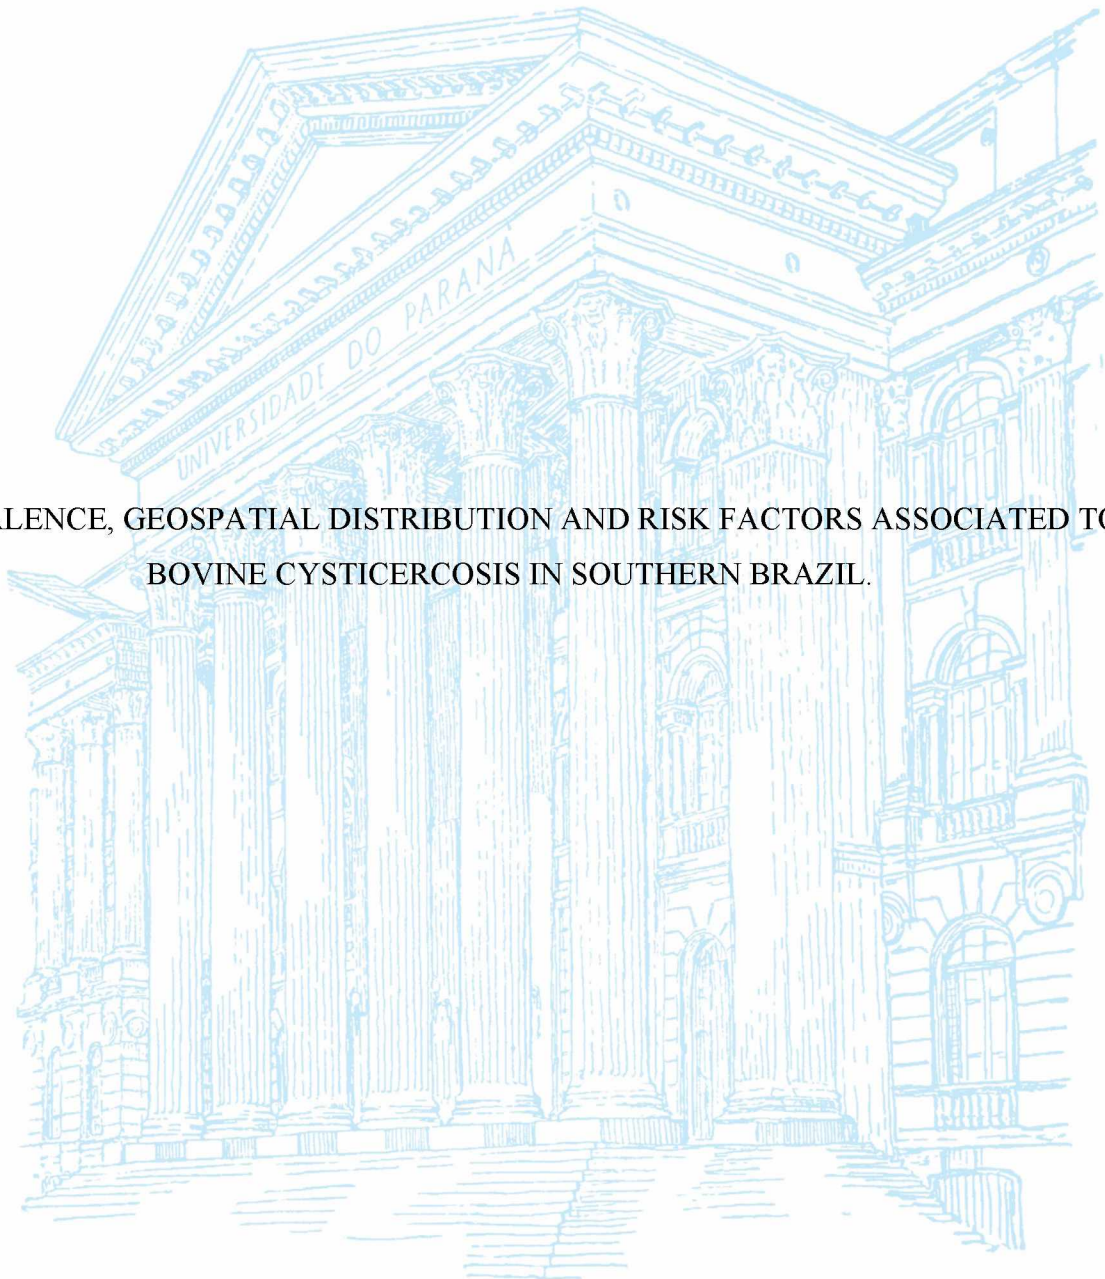 UNIVERSIDADE DO PARANÁ
LENCE, GEOSPATIAL DISTRIBUTION AND RISK FACTORS ASSOCIATED TO
BOVINE CYSTICERCOSIS IN SOUTHERN BRAZIL.